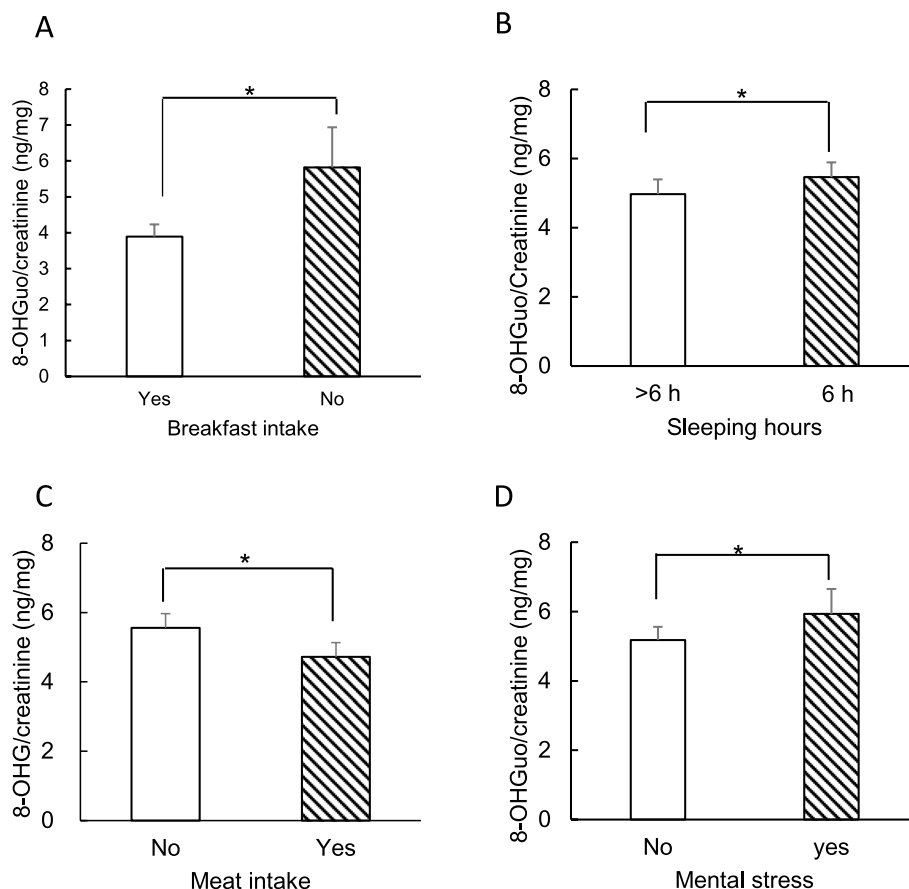 A
8-OHGuo/creatinine (ng/mg)
8
7
6
5
4
3
2
1
0
*
Yes
No
Breakfast intake
B
8-OHGuo/Creatinine (ng/mg)
8
6
4
2
0
*
>6 h
6 h
Sleeping hours
C
8-OHG/creatinine (ng/mg)
8
6
4
2
0
*
No
Yes
Meat intake
D
8-OHGuo/creatinine (ng/mg)
8
6
4
2
0
*
No
yes
Mental stress